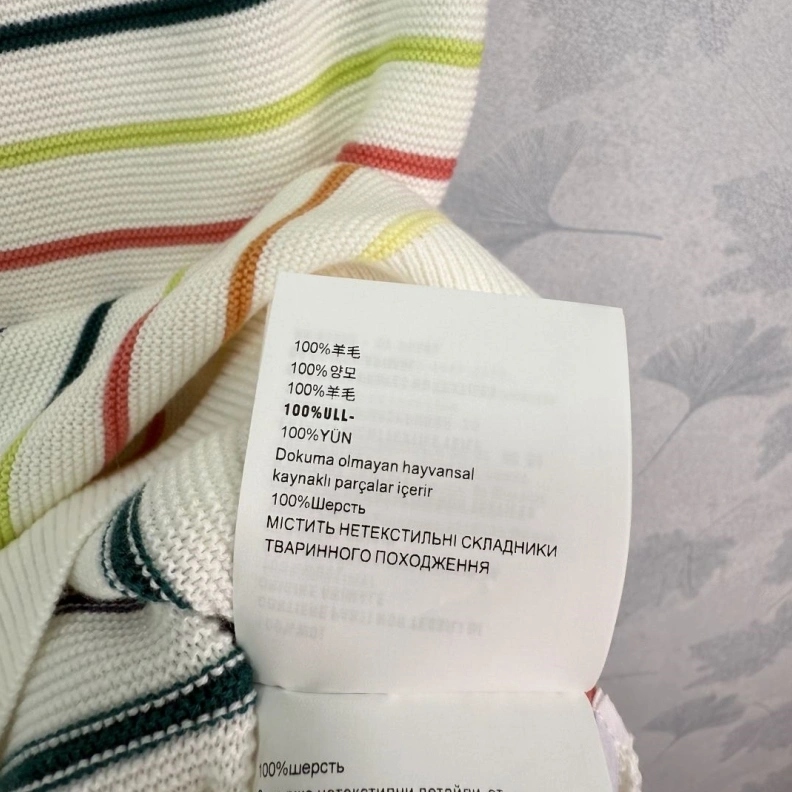 100%羊毛
100%양모
100%羊毛
100%ULL-
100%YÜN
Dokuma olmayan hayvansal
kaynaklı parçalar içerir
100%Шерсть
МІСТИТЬ НЕТЕКСТИЛЬНІ СКЛАДНИКИ
ТВАРИННОГО ПОХОДЖЕННЯ
100%шерсть